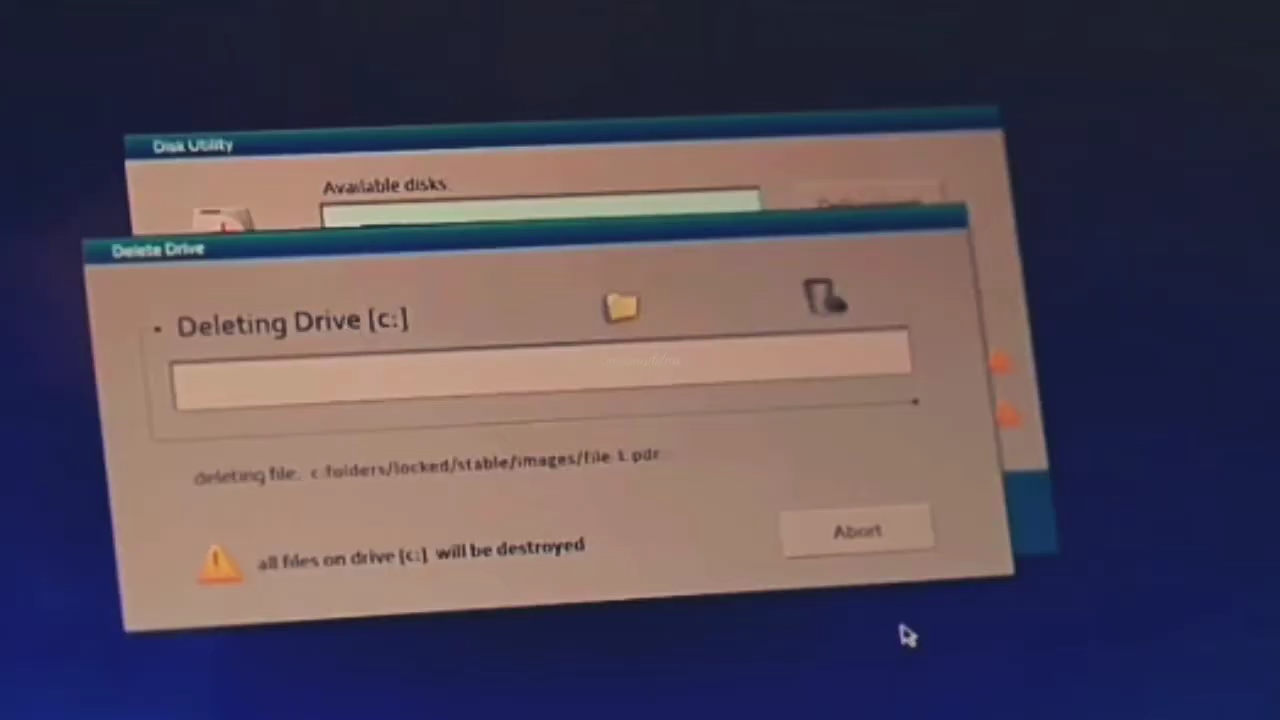 Disk Utility
Available disks.
Delete Drive
Deleting Drive [c:]
deleting file: c:folders/locked/stable/images/file 1.pdr
all files on drive [c:] will be destroyed
Abort